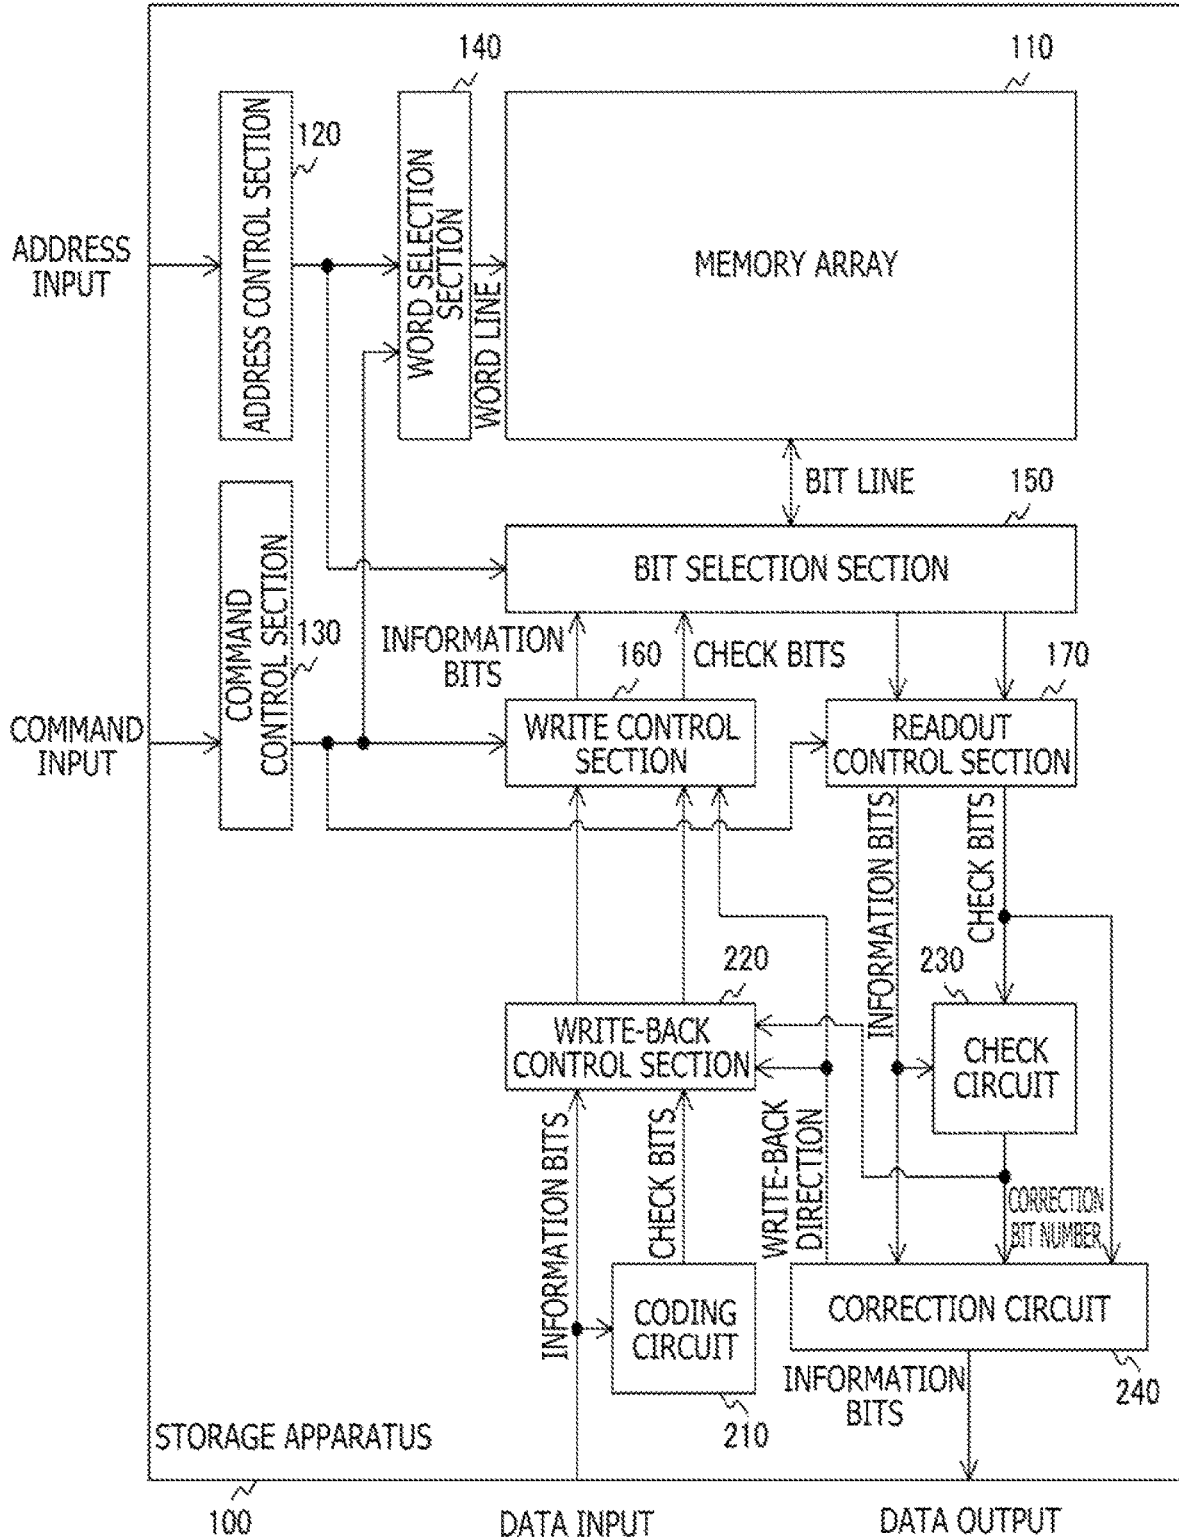 140
110
120
ADDRESS CONTROL SECTION
WORD SELECTION
SECTION
WORD LINE
MEMORY ARRAY
ADDRESS
INPUT
BIT LINE
150
BIT SELECTION SECTION
COMMAND
CONTROL SECTION
130
INFORMATION
BITS
160
CHECK BITS
170
COMMAND
INPUT
WRITE CONTROL
SECTION
READOUT
CONTROL SECTION
INFORMATION BITS
CHECK BITS
220
230
WRITE-BACK
CONTROL SECTION
CHECK
CIRCUIT
INFORMATION BITS
CHECK BITS
WRITE-BACK
DIRECTION
CORRECTION
BIT NUMBER
CODING
CIRCUIT
CORRECTION CIRCUIT
INFORMATION
BITS
240
210
STORAGE APPARATUS
100
DATA INPUT
DATA OUTPUT